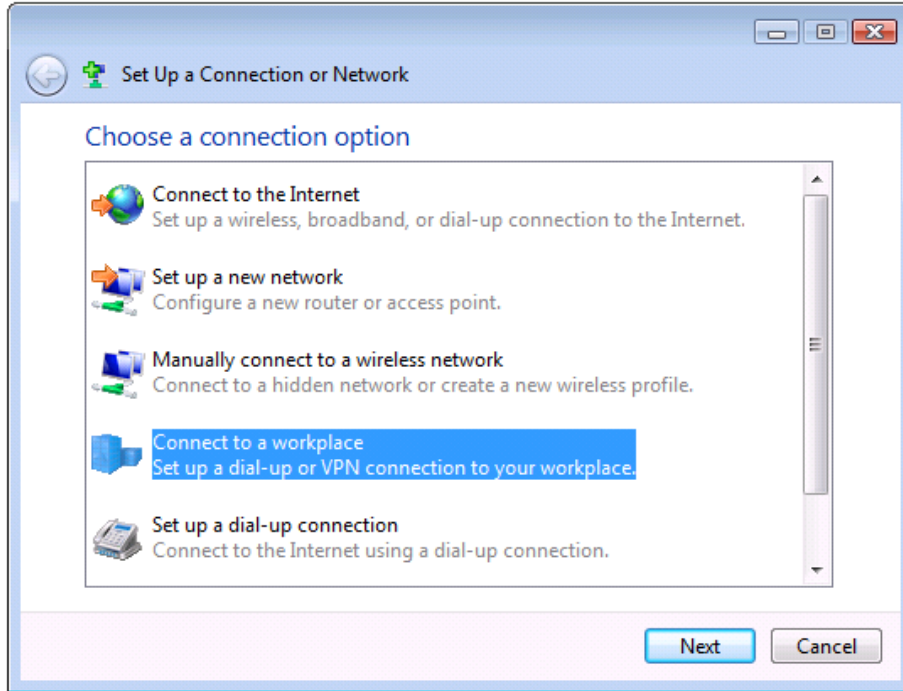 Set Up a Connection or Network
Choose a connection option
Connect to the Internet
Set up a wireless, broadband, or dial-up connection to the Internet.
Set up a new network
Configure a new router or access point.
Manually connect to a wireless network
Connect to a hidden network or create a new wireless profile.
Connect to a workplace
Set up a dial-up or VPN connection to your workplace.
Set up a dial-up connection
Connect to the Internet using a dial-up connection.
Next
Cancel